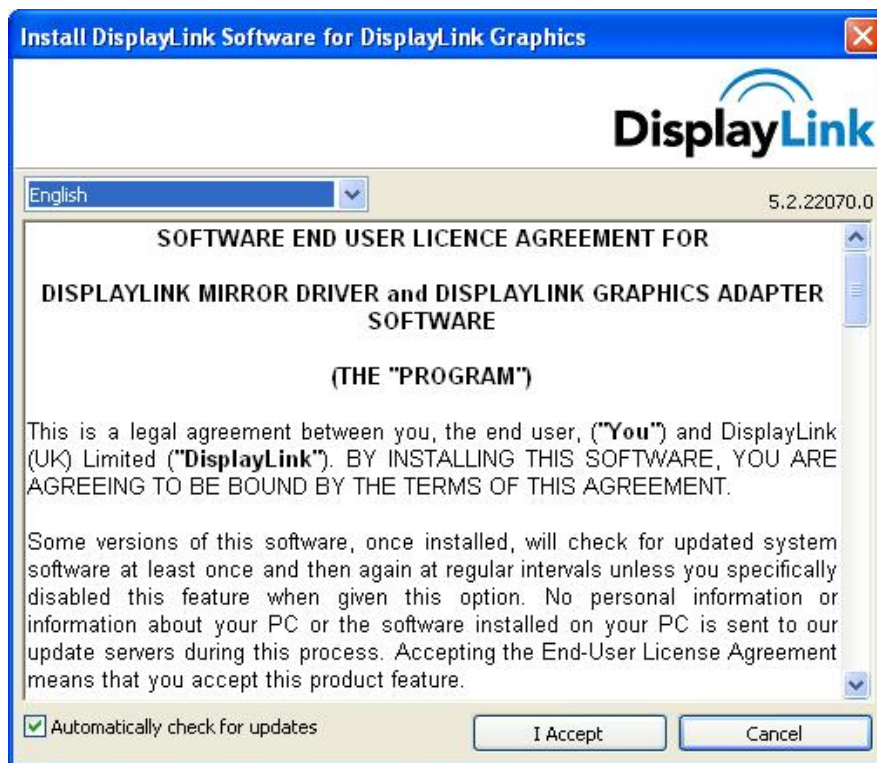 Install DisplayLink Software for DisplayLink Graphics
DisplayLink
English
5.2.22070.0
SOFTWARE END USER LICENCE AGREEMENT FOR
DISPLAYLINK MIRROR DRIVER and DISPLAYLINK GRAPHICS ADAPTER
SOFTWARE
(THE "PROGRAM")
This is a legal agreement between you, the end user, ("You") and DisplayLink
(UK) Limited ("DisplayLink"). BY INSTALLING THIS SOFTWARE, YOU ARE
AGREEING TO BE BOUND BY THE TERMS OF THIS AGREEMENT.
Some versions of this software, once installed, will check for updated system
software at least once and then again at regular intervals unless you specifically
disabled this feature when given this option. No personal information or
information about your PC or the software installed on your PC is sent to our
update servers during this process. Accepting the End-User License Agreement
means that you accept this product feature.
Automatically check for updates
I Accept
Cancel